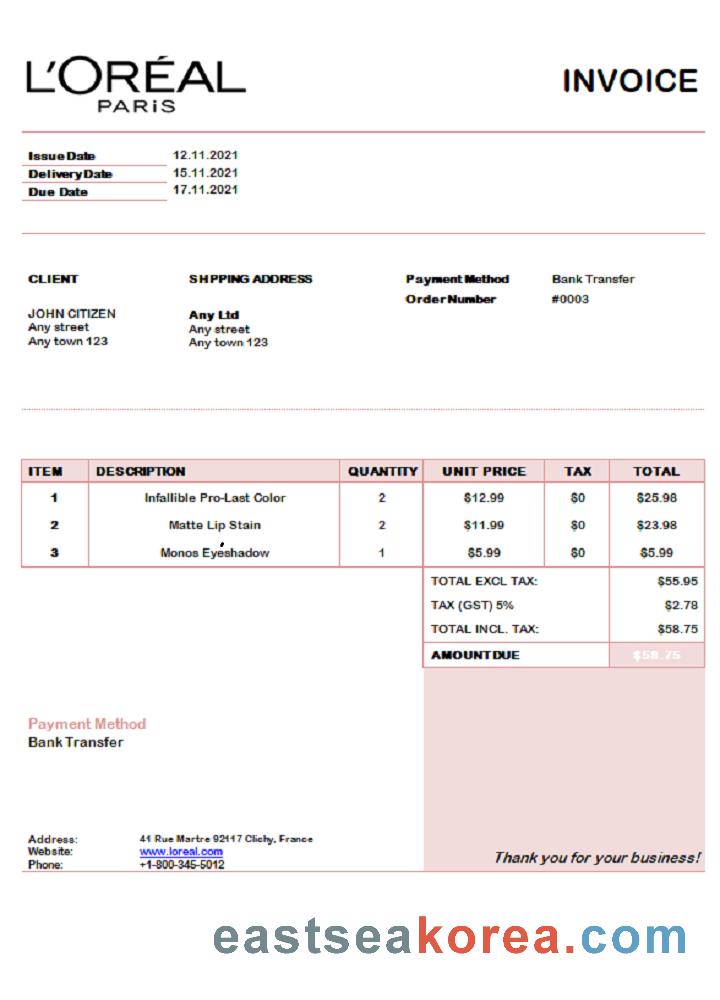 L'ORÉAL
PARiS
INVOICE
Issue Date 12.11.2021
Delivery Date 15.11.2021
Due Date 17.11.2021
CLIENT SHPPING ADDRESS Payment Method Bank Transfer
Order Number #0003
JOHN CITIZEN Any Ltd
Any street Any street
Any town 123 Any town 123
ITEM DESCRIPTION QUANTITY UNIT PRICE TAX TOTAL
1 Infallible Pro-Last Color 2 $12.99 $0 $25.98
2 Matte Lip Stain 2 $11.99 $0 $23.98
3 Monos Eyeshadow 1 $5.99 $0 $5.99
TOTAL EXCL TAX: $55.95
TAX (GST) 5% $2.78
TOTAL INCL. TAX: $58.75
AMOUNT DUE $58.75
Payment Method
Bank Transfer
Address: 41 Rue Martre 92117 Clichy, France
Website: www.loreal.com
Phone: +1-800-345-5012
Thank you for your business!
eastseakorea.com